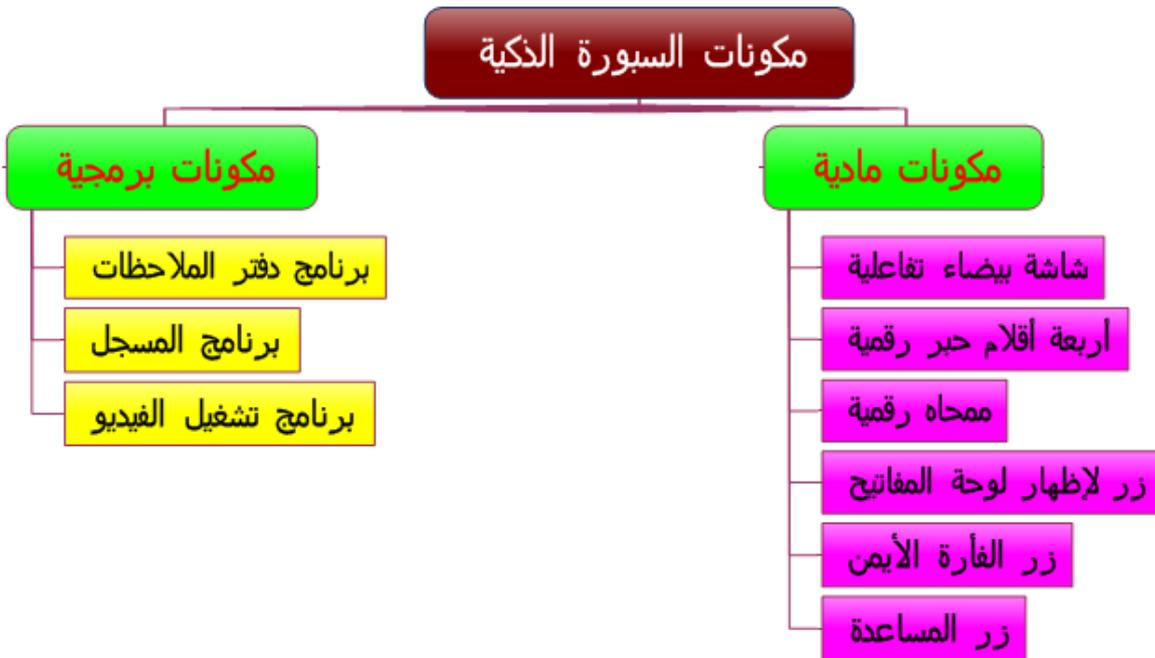 مكونات السبورة الذكية
مكونات مادية
شاشة بيضاء تفاعلية
أربعة أقلام حبر رقمية
ممحاه رقمية
زر لإظهار لوحة المفاتيح
زر الفأرة الأيمن
زر المساعدة
مكونات برمجية
برنامج دفتر الملاحظات
برنامج المسجل
برنامج تشغيل الفيديو